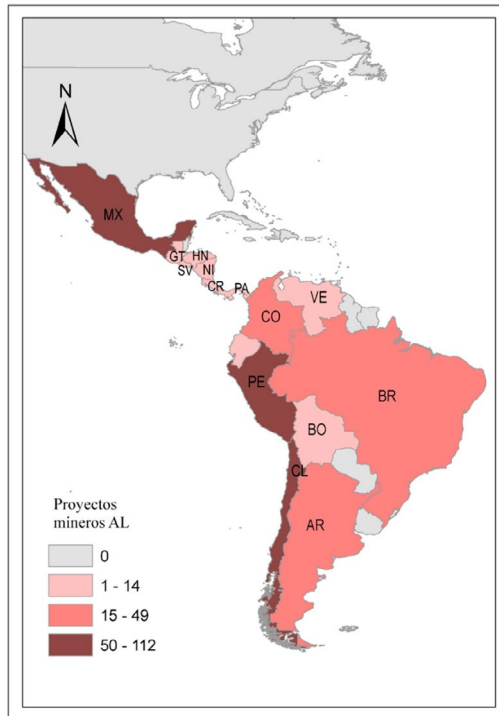 N
MX
GT HN
SV NI
CR PA
VE
CO
PE
BR
BO
CL
AR
Proyectos
mineros AL
0
1 - 14
15 - 49
50 - 112